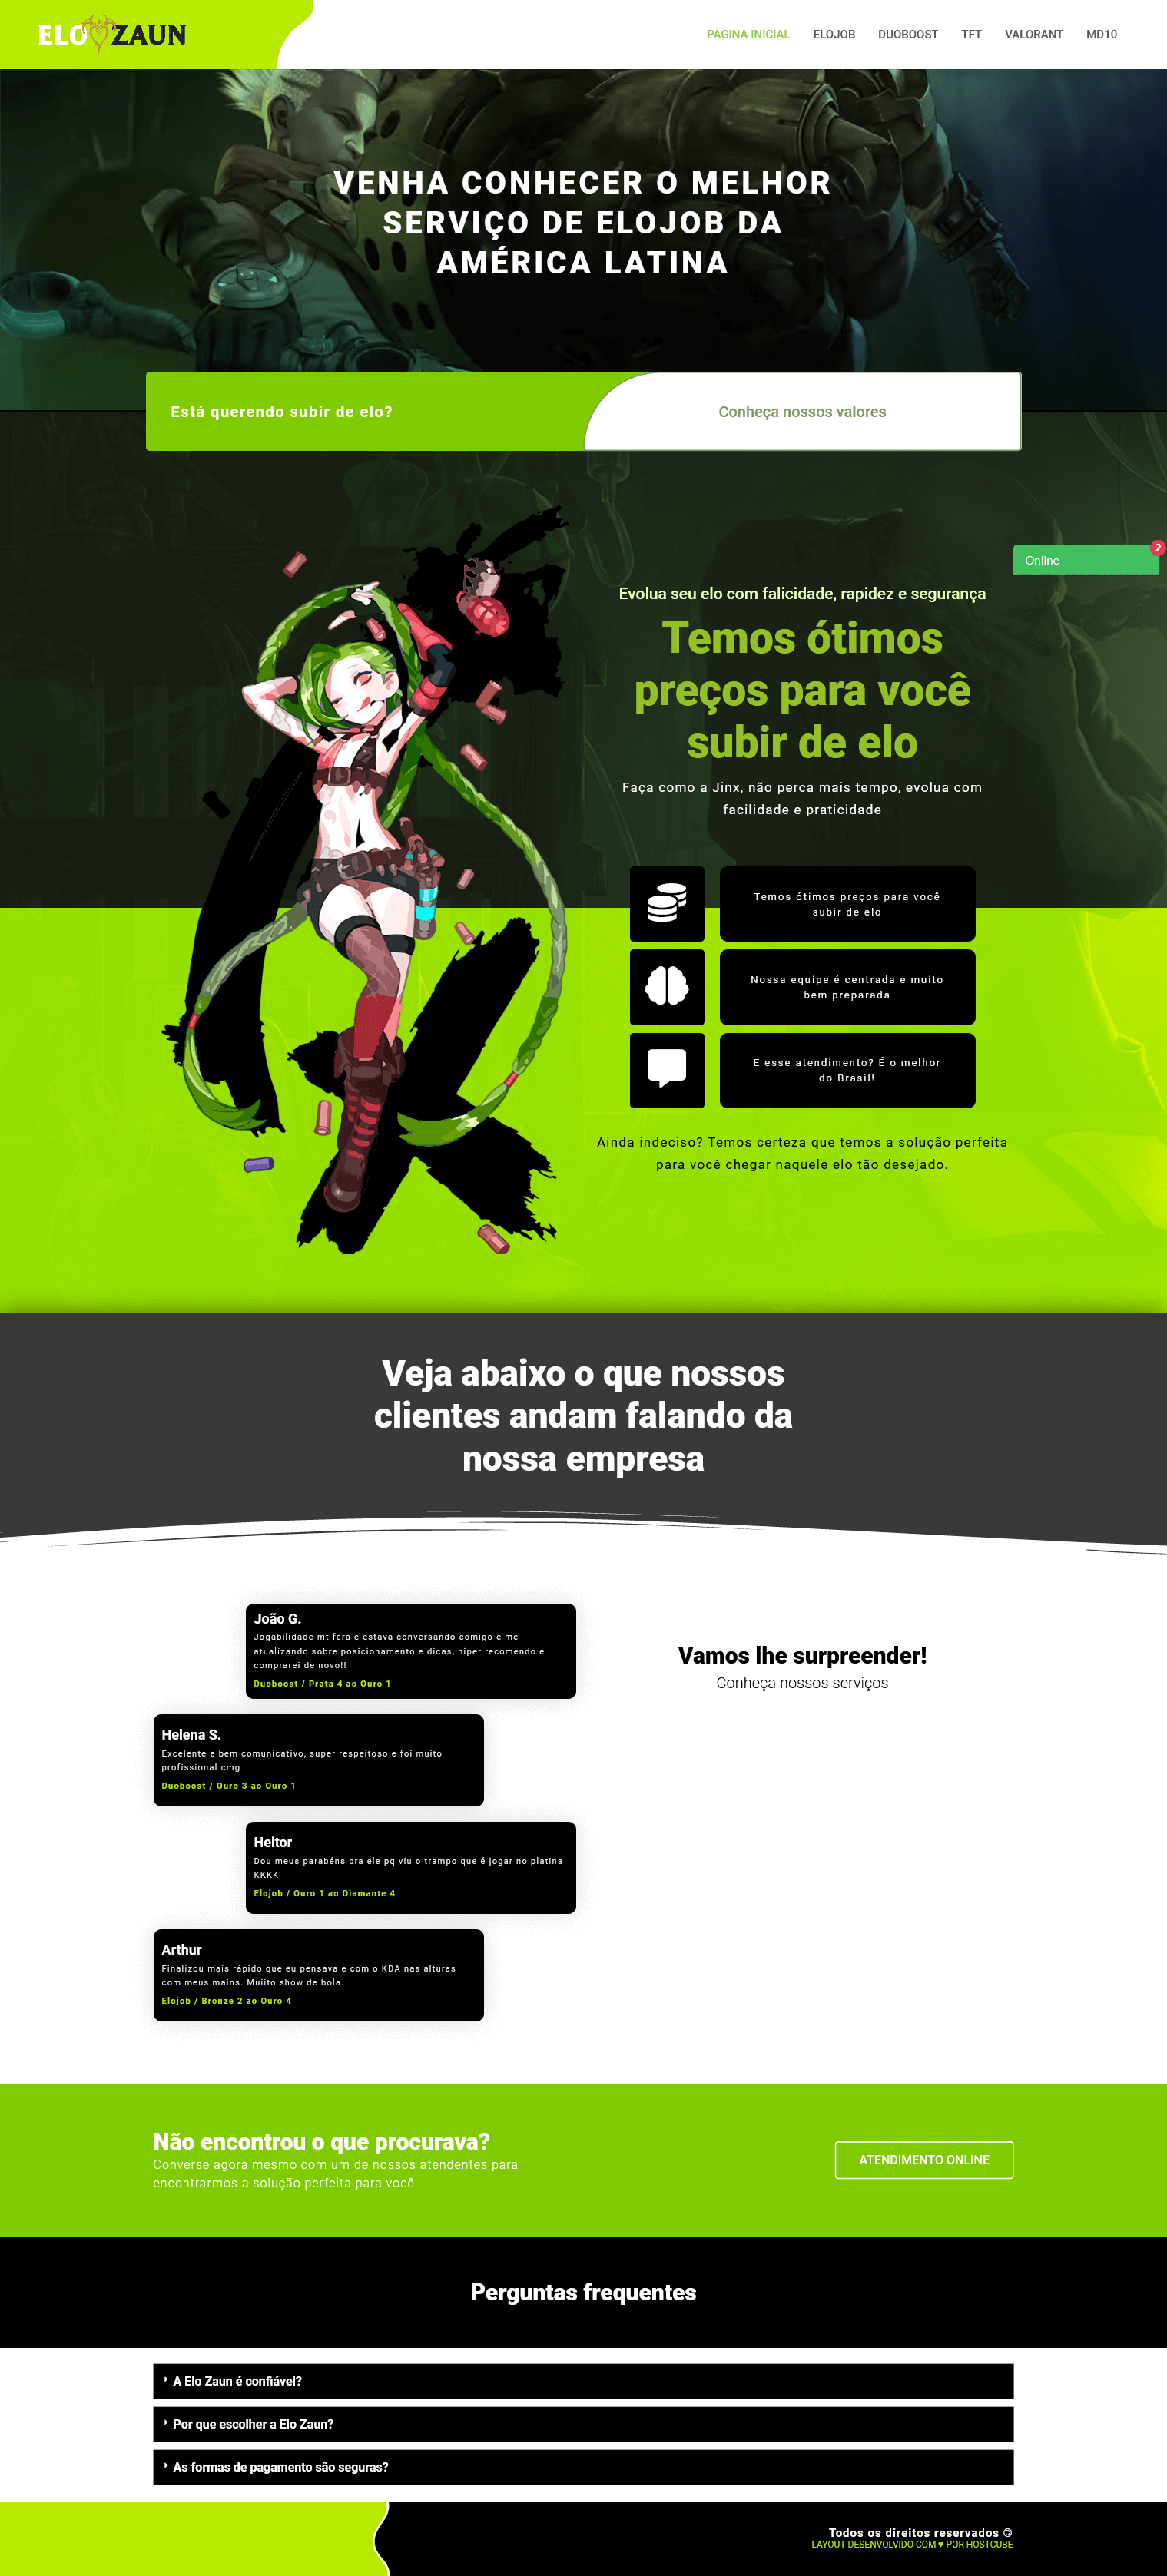 ELO ZAUN
PÁGINA INICIAL ELOJOB DUOBOOST TFT VALORANT MD10
VENHA CONHECER O MELHOR
SERVIÇO DE ELOJOB DA
AMÉRICA LATINA
Está querendo subir de elo?
Conheça nossos valores
Online
2
Evolua seu elo com falicidade, rapidez e segurança
Temos ótimos
preços para você
subir de elo
Faça como a Jinx, não perca mais tempo, evolua com
facilidade e praticidade
Temos ótimos preços para você
subir de elo
Nossa equipe é centrada e muito
bem preparada
E esse atendimento? É o melhor
do Brasil!
Ainda indeciso? Temos certeza que temos a solução perfeita
para você chegar naquele elo tão desejado.
Veja abaixo o que nossos
clientes andam falando da
nossa empresa
João G.
Jogabilidade mt fera e estava conversando comigo e me
atualizando sobre posicionamento e dicas, hiper recomendo e
comprarei de novo!!
Duoboost / Prata 4 ao Ouro 1
Helena S.
Excelente e bem comunicativo, super respeitoso e foi muito
profissional cmg
Duoboost / Ouro 3 ao Ouro 1
Heitor
Dou meus parabéns pra ele pq viu o trampo que é jogar no platina
KKKK
Elojob / Ouro 1 ao Diamante 4
Arthur
Finalizou mais rápido que eu pensava e com o KDA nas alturas
com meus mains. Muiito show de bola.
Elojob / Bronze 2 ao Ouro 4
Vamos lhe surpreender!
Conheça nossos serviços
Não encontrou o que procurava?
Converse agora mesmo com um de nossos atendentes para
encontrarmos a solução perfeita para você!
ATENDIMENTO ONLINE
Perguntas frequentes
A Elo Zaun é confiável?
Por que escolher a Elo Zaun?
As formas de pagamento são seguras?
Todos os direitos reservados ©
LAYOUT DESENVOLVIDO COM ♥ POR HOSTCUBE